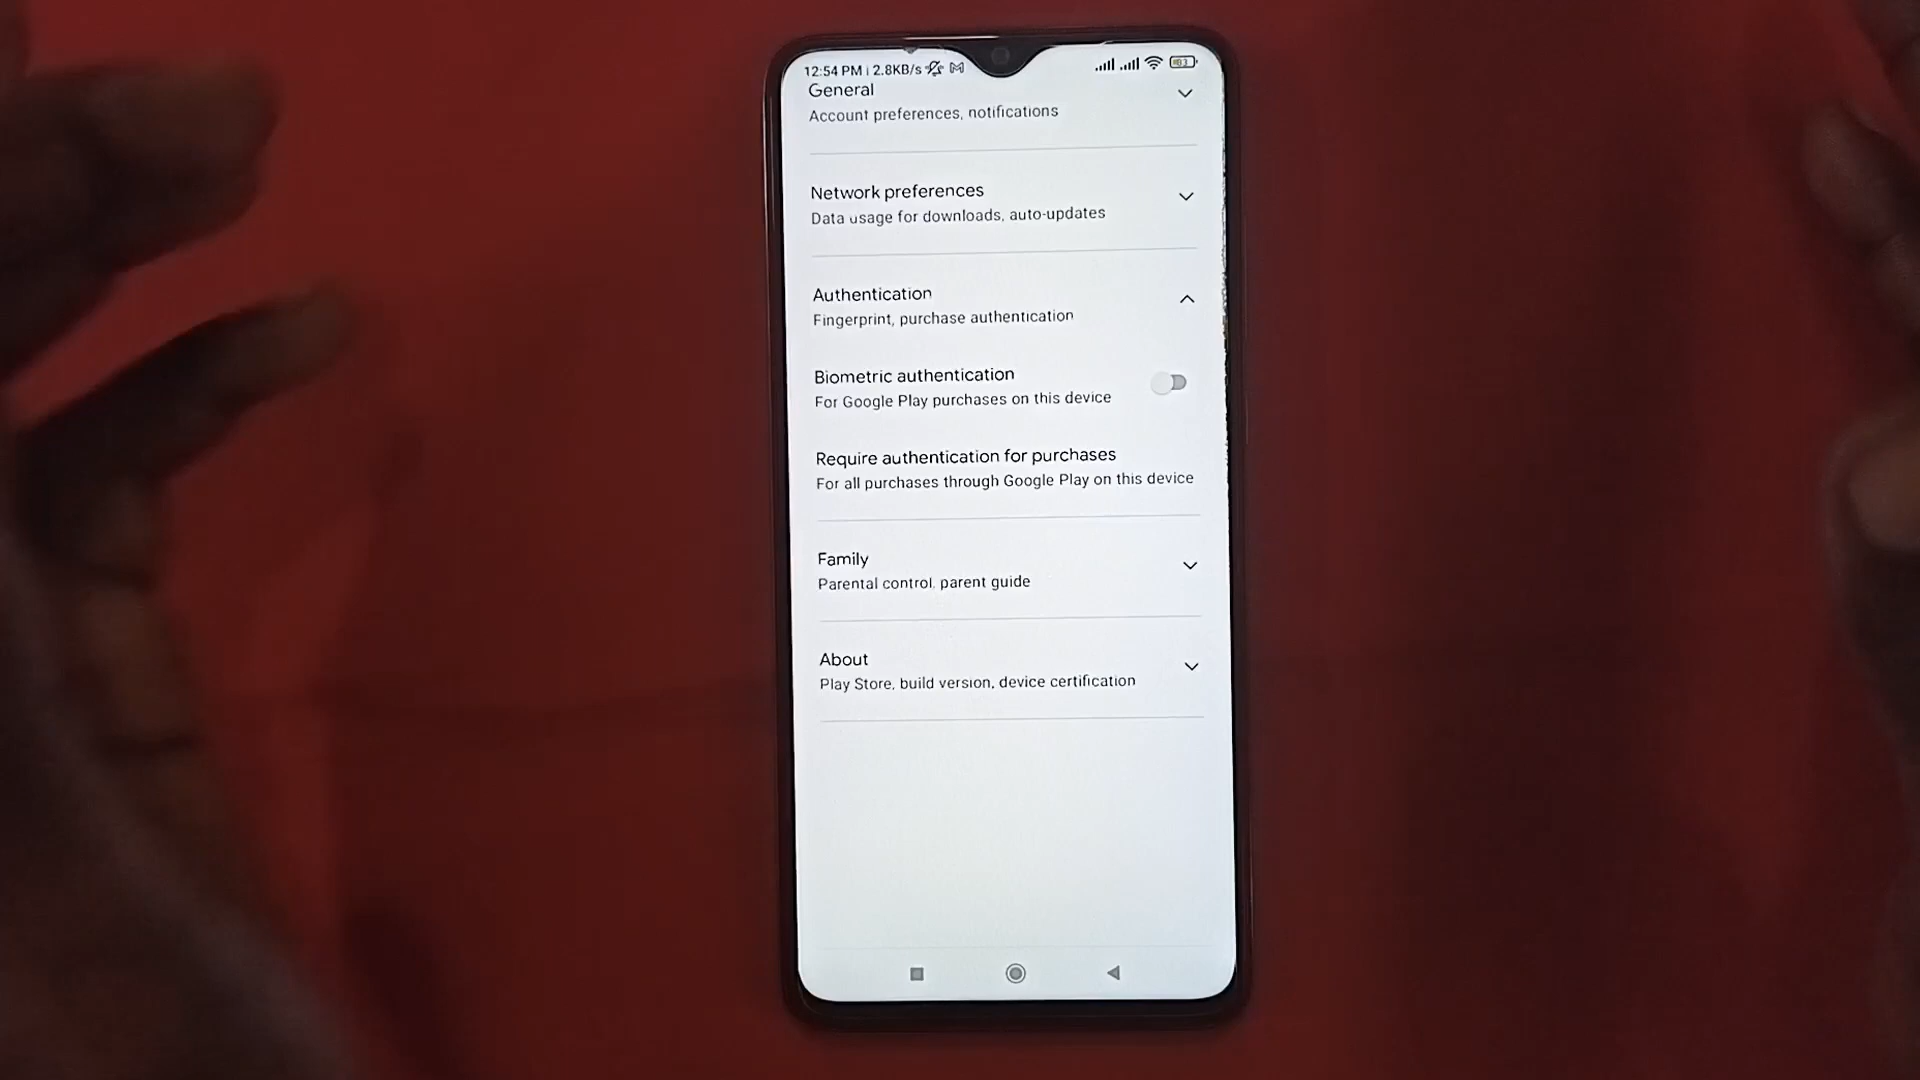 12:54 PM | 2.8KB/s 83
General
Account preferences, notifications
Network preferences
Data usage for downloads, auto-updates
Authentication
Fingerprint, purchase authentication
Biometric authentication
For Google Play purchases on this device
Require authentication for purchases
For all purchases through Google Play on this device
Family
Parental control, parent guide
About
Play Store, build version, device certification